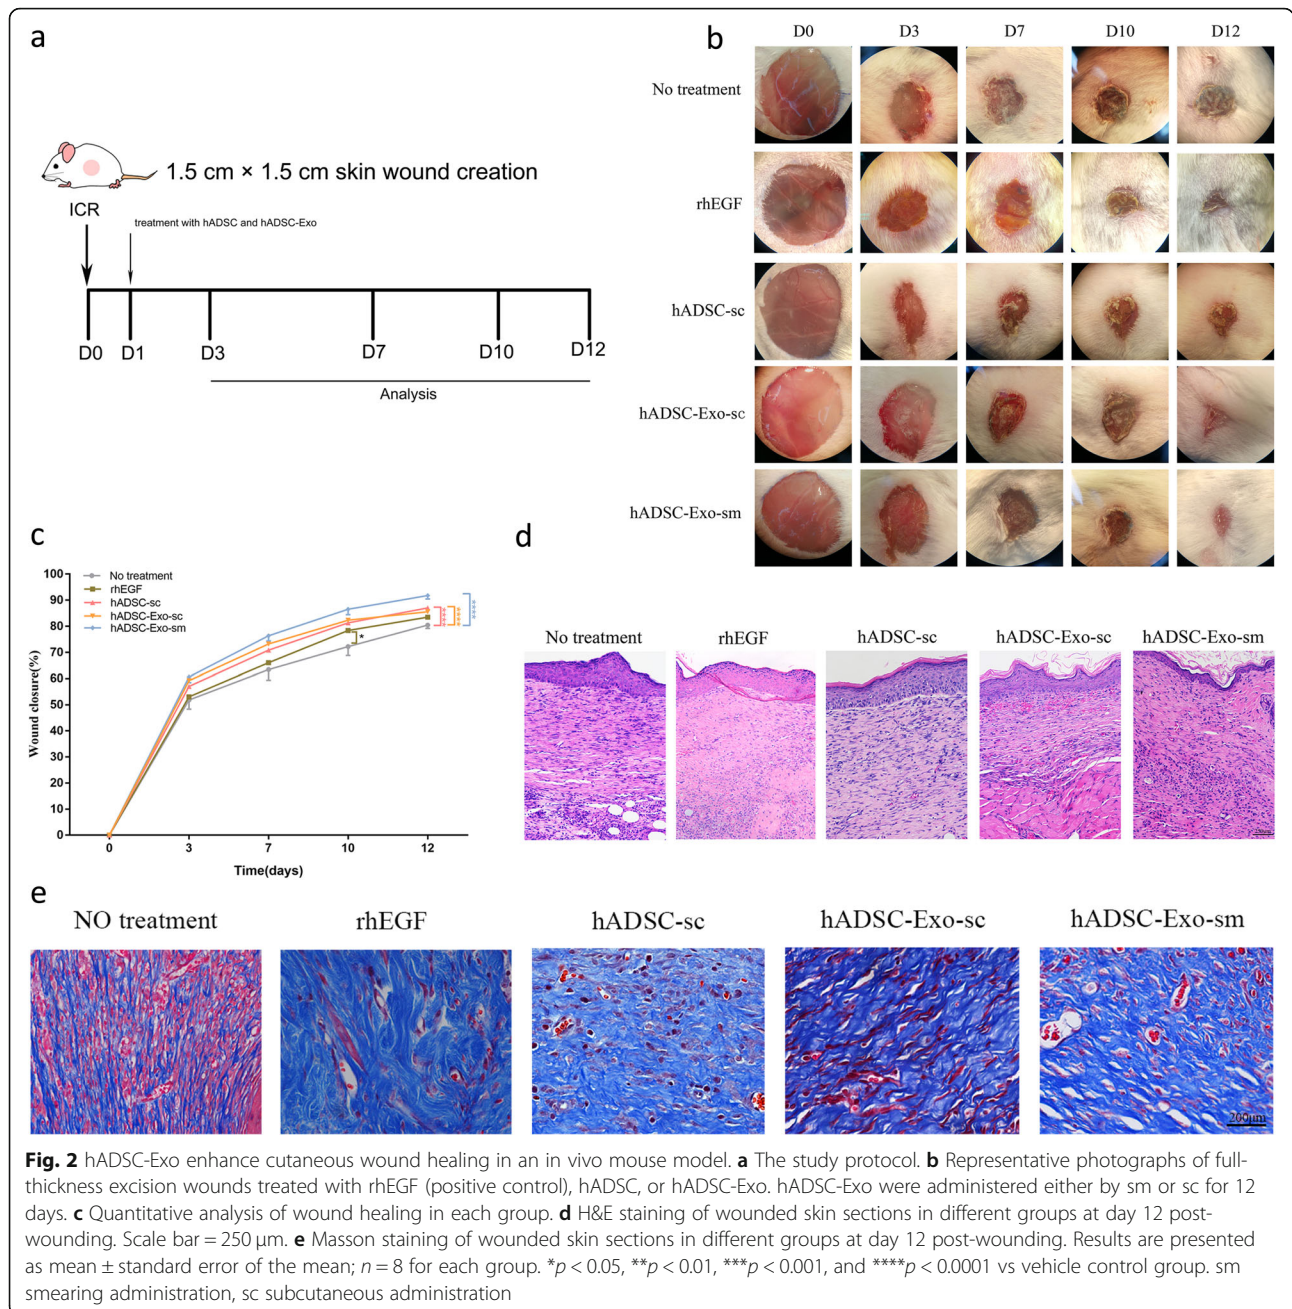 a
1.5 cm × 1.5 cm skin wound creation
ICR
treatment with hADSC and hADSC-Exo
D0 D1 D3 D7 D10 D12
Analysis
b
D0 D3 D7 D10 D12
No treatment
rhEGF
hADSC-sc
hADSC-Exo-sc
hADSC-Exo-sm
c
No treatment
rhEGF
hADSC-sc
hADSC-Exo-sc
hADSC-Exo-sm
Wound closure(%)
100
90
80
70
60
50
40
30
20
10
0
*
****
****
****
0 3 7 10 12
Time(days)
d
No treatment rhEGF hADSC-sc hADSC-Exo-sc hADSC-Exo-sm
e
NO treatment rhEGF hADSC-sc hADSC-Exo-sc hADSC-Exo-sm
200μm
Fig. 2 hADSC-Exo enhance cutaneous wound healing in an in vivo mouse model. a The study protocol. b Representative photographs of full-
thickness excision wounds treated with rhEGF (positive control), hADSC, or hADSC-Exo. hADSC-Exo were administered either by sm or sc for 12
days. c Quantitative analysis of wound healing in each group. d H&E staining of wounded skin sections in different groups at day 12 post-
wounding. Scale bar = 250 μm. e Masson staining of wounded skin sections in different groups at day 12 post-wounding. Results are presented
as mean ± standard error of the mean; n = 8 for each group. *p < 0.05, **p < 0.01, ***p < 0.001, and ****p < 0.0001 vs vehicle control group. sm
smearing administration, sc subcutaneous administration